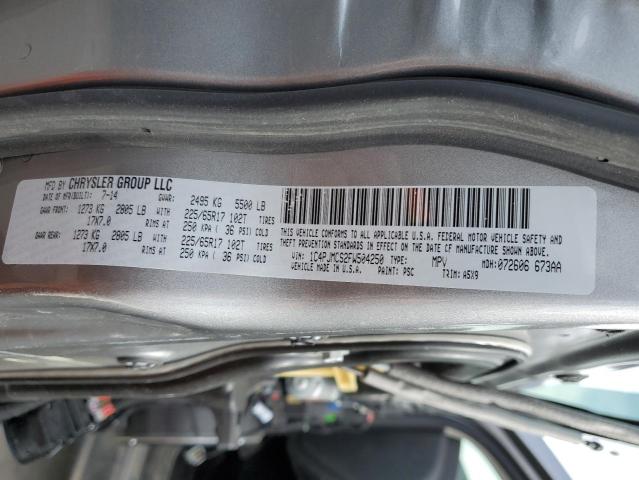 MFD BY CHRYSLER GROUP LLC
DATE OF MFR(BUILT): 7-14 GVWR: 2495 KG 5500 LB
GAWR FRONT: 1273 KG 2805 LB WITH 225/65R17 102T TIRES
17X7.0 RIMS AT 250 KPA ( 36 PSI) COLD
GAWR REAR: 1273 KG 2805 LB WITH 225/65R17 102T TIRES
17X7.0 RIMS AT 250 KPA ( 36 PSI) COLD
THIS VEHICLE CONFORMS TO ALL APPLICABLE U.S.A. FEDERAL MOTOR VEHICLE SAFETY AND
THEFT PREVENTION STANDARDS IN EFFECT ON THE DATE OF MANUFACTURE SHOWN ABOVE.
VIN: 1C4PJMCS2FW504250 TYPE: MPV MDH: 072606 673AA
MADE IN U.S.A. PAINT: PSC TRIM: A5X9